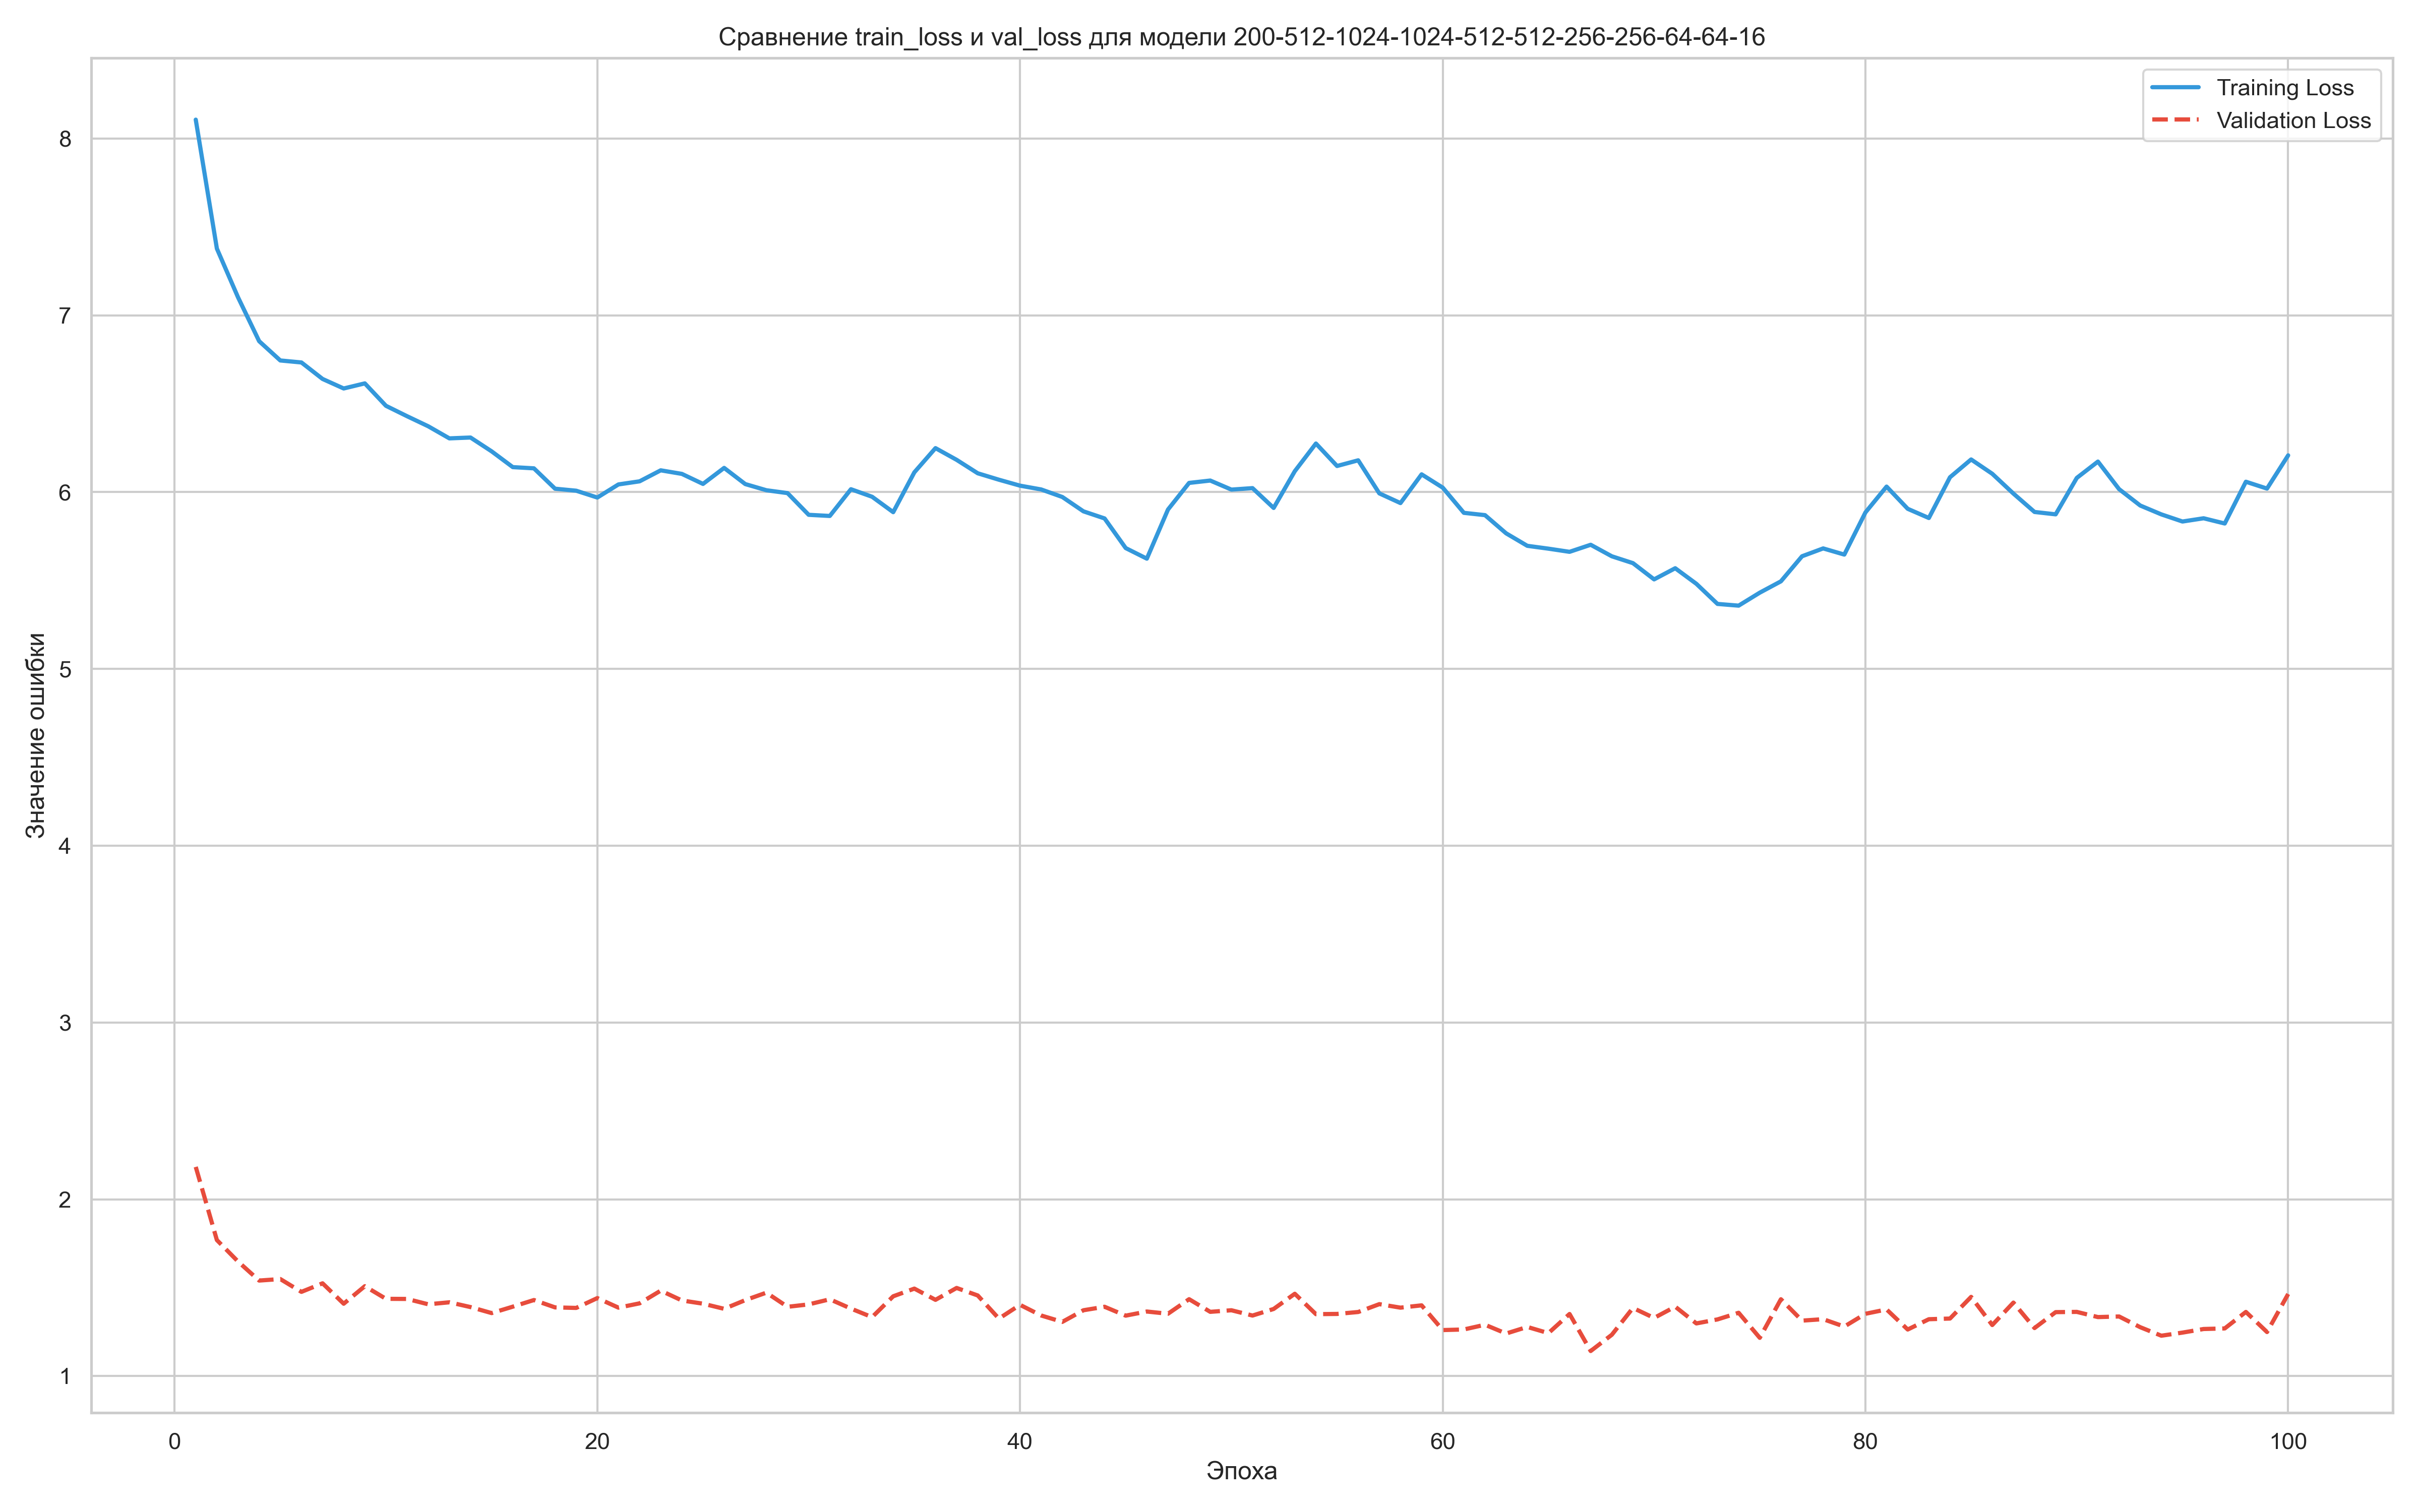 Сравнение train_loss и val_loss для модели 200-512-1024-1024-512-512-256-256-64-64-16
Training Loss
Validation Loss
8
7
6
5
4
3
2
1
Значение ошибки
0 20 40 60 80 100
Эпоха